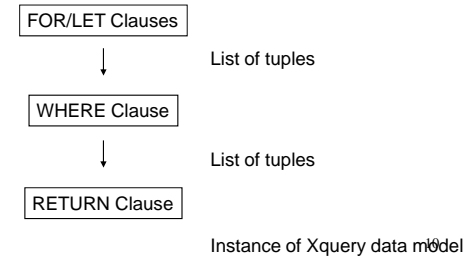 FOR/LET Clauses
List of tuples
WHERE Clause
List of tuples
RETURN Clause
Instance of Xquery data model
10